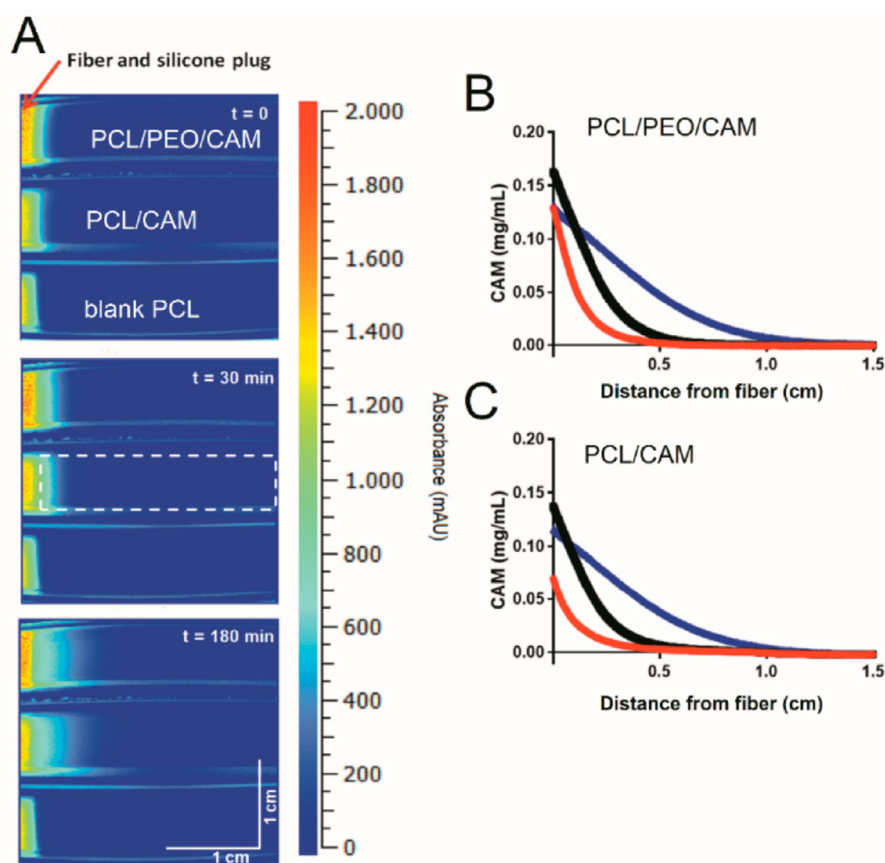 A
Fiber and silicone plug
t = 0
PCL/PEO/CAM
PCL/CAM
blank PCL
t = 30 min
t = 180 min
1 cm
1 cm
2.000
1.800
1.600
1.400
1.200
1.000
800
600
400
200
0
Absorbance (mAU)
B
PCL/PEO/CAM
CAM (mg/mL)
0.20
0.15
0.10
0.05
0.00
0.5
1.0
1.5
Distance from fiber (cm)
C
PCL/CAM
CAM (mg/mL)
0.20
0.15
0.10
0.05
0.00
0.5
1.0
1.5
Distance from fiber (cm)